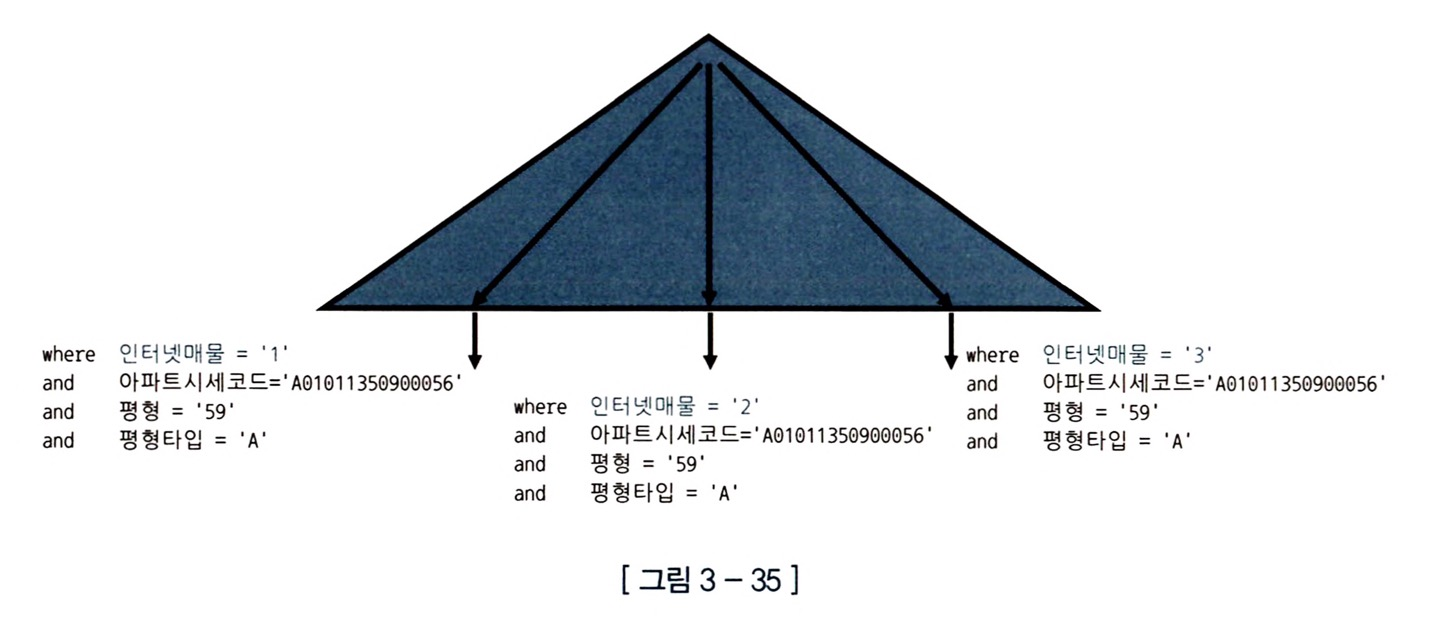 where 인터넷매물 = '1'
and 아파트시세코드='A01011350900056'
and 평형 = '59'
and 평형타입 = 'A'
where 인터넷매물 = '2'
and 아파트시세코드='A01011350900056'
and 평형 = '59'
and 평형타입 = 'A'
where 인터넷매물 = '3'
and 아파트시세코드='A01011350900056'
and 평형 = '59'
and 평형타입 = 'A'
[ 그림 3 - 35 ]